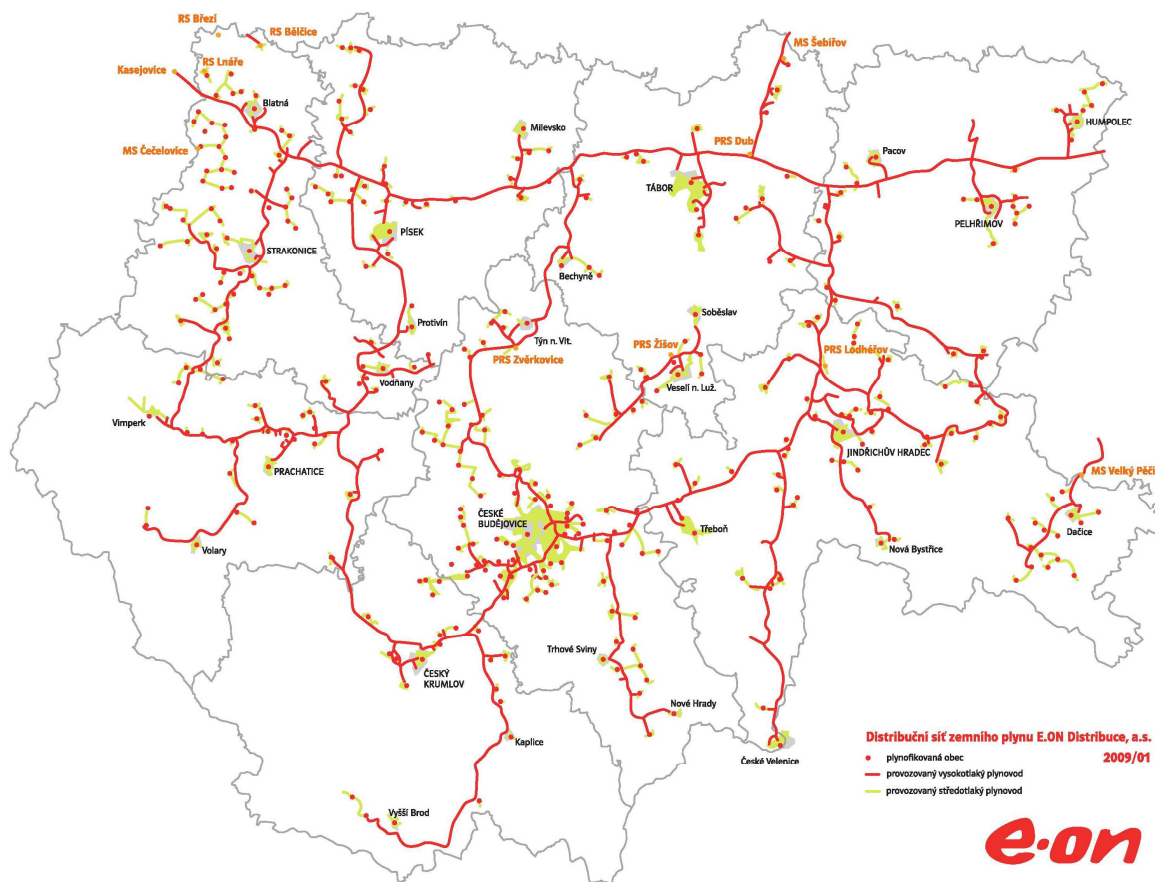 RS Březí
RS Bělčice
MS Šebířov
Kasejovice
RS Lnáře
Blatná
Milevsko
HUMPOLEC
MS Čečelovice
PRS Dub
Pacov
TÁBOR
PELHŘIMOV
PÍSEK
STRAKONICE
Bechyně
Soběslav
Protivín
Týn n. Vlt.
PRS Žíšov
PRS Zvěrkovice
PRS Lodhéřov
Vodňany
Veselí n. Luž.
Vimperk
JINDŘICHŮV HRADEC
PRACHATICE
MS Velký Pěčí
ČESKÉ
BUDĚJOVICE
Třeboň
Dačice
Volary
Nová Bystřice
Trhové Sviny
ČESKÝ
KRUMLOV
Nové Hrady
Kaplice
České Velenice
Vyšší Brod
Distribuční síť zemního plynu E.ON Distribuce, a.s.
2009/01
plynofikovaná obec
provozovaný vysokotlaký plynovod
provozovaný středotlaký plynovod
e·on